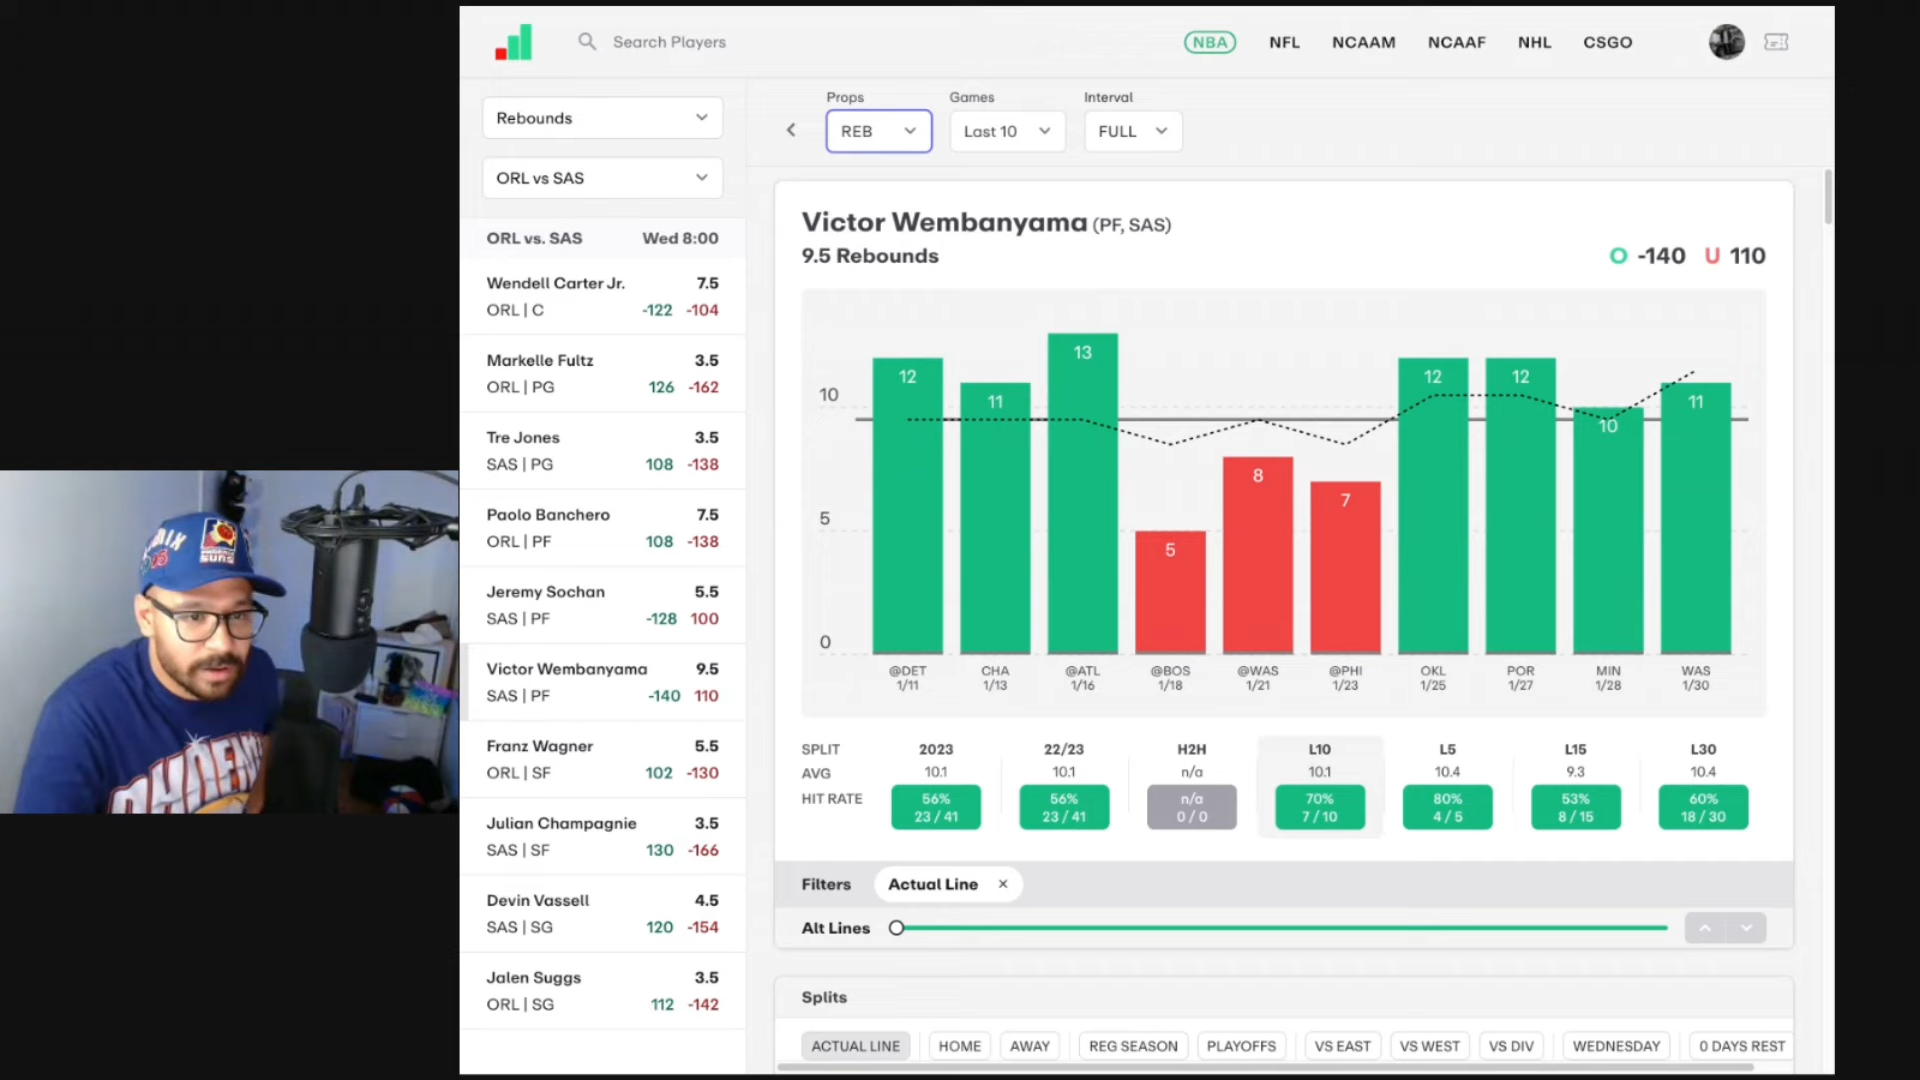 Search Players
NBA NFL NCAAM NCAAF NHL CSGO
Rebounds
ORL vs SAS
ORL vs. SAS Wed 8:00
Wendell Carter Jr. 7.5
ORL | C -122 -104
Markelle Fultz 3.5
ORL | PG 126 -162
Tre Jones 3.5
SAS | PG 108 -138
Paolo Banchero 7.5
ORL | PF 108 -138
Jeremy Sochan 5.5
SAS | PF -128 100
Victor Wembanyama 9.5
SAS | PF -140 110
Franz Wagner 5.5
ORL | SF 102 -130
Julian Champagnie 3.5
SAS | SF 130 -166
Devin Vassell 4.5
SAS | SG 120 -154
Jalen Suggs 3.5
ORL | SG 112 -142
Props Games Interval
REB Last 10 FULL
Victor Wembanyama (PF, SAS)
9.5 Rebounds O -140 U 110
10
5
0
12 11 13 5 8 7 12 12 10 11
@DET CHA @ATL @BOS @WAS @PHI OKL POR MIN WAS
1/11 1/13 1/16 1/18 1/21 1/23 1/25 1/27 1/28 1/30
SPLIT 2023 22/23 H2H L10 L5 L15 L30
AVG 10.1 10.1 n/a 10.1 10.4 9.3 10.4
HIT RATE 56% 56% n/a 70% 80% 53% 60%
23 / 41 23 / 41 0 / 0 7 / 10 4 / 5 8 / 15 18 / 30
Filters Actual Line ×
Alt Lines
Splits
ACTUAL LINE HOME AWAY REG SEASON PLAYOFFS VS EAST VS WEST VS DIV WEDNESDAY 0 DAYS REST
SUNS